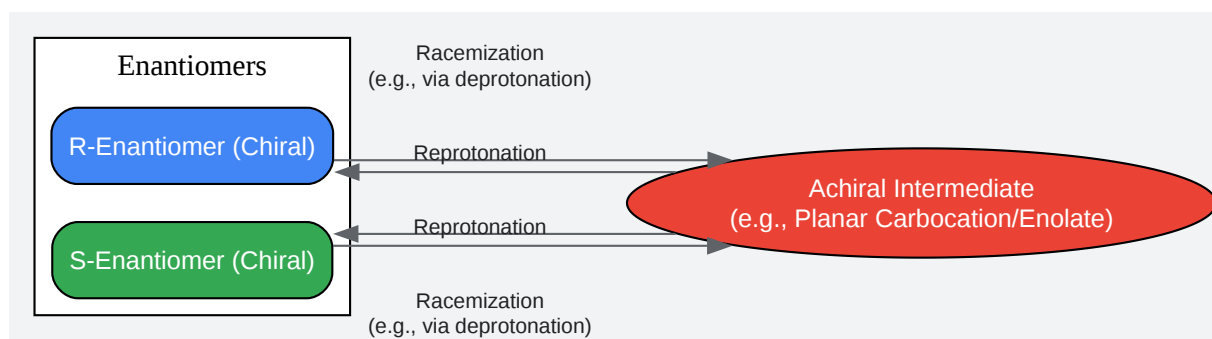 Enantiomers
R-Enantiomer (Chiral)
S-Enantiomer (Chiral)
Racemization
(e.g., via deprotonation)
Reprotonation
Reprotonation
Racemization
(e.g., via deprotonation)
Achiral Intermediate
(e.g., Planar Carbocation/Enolate)